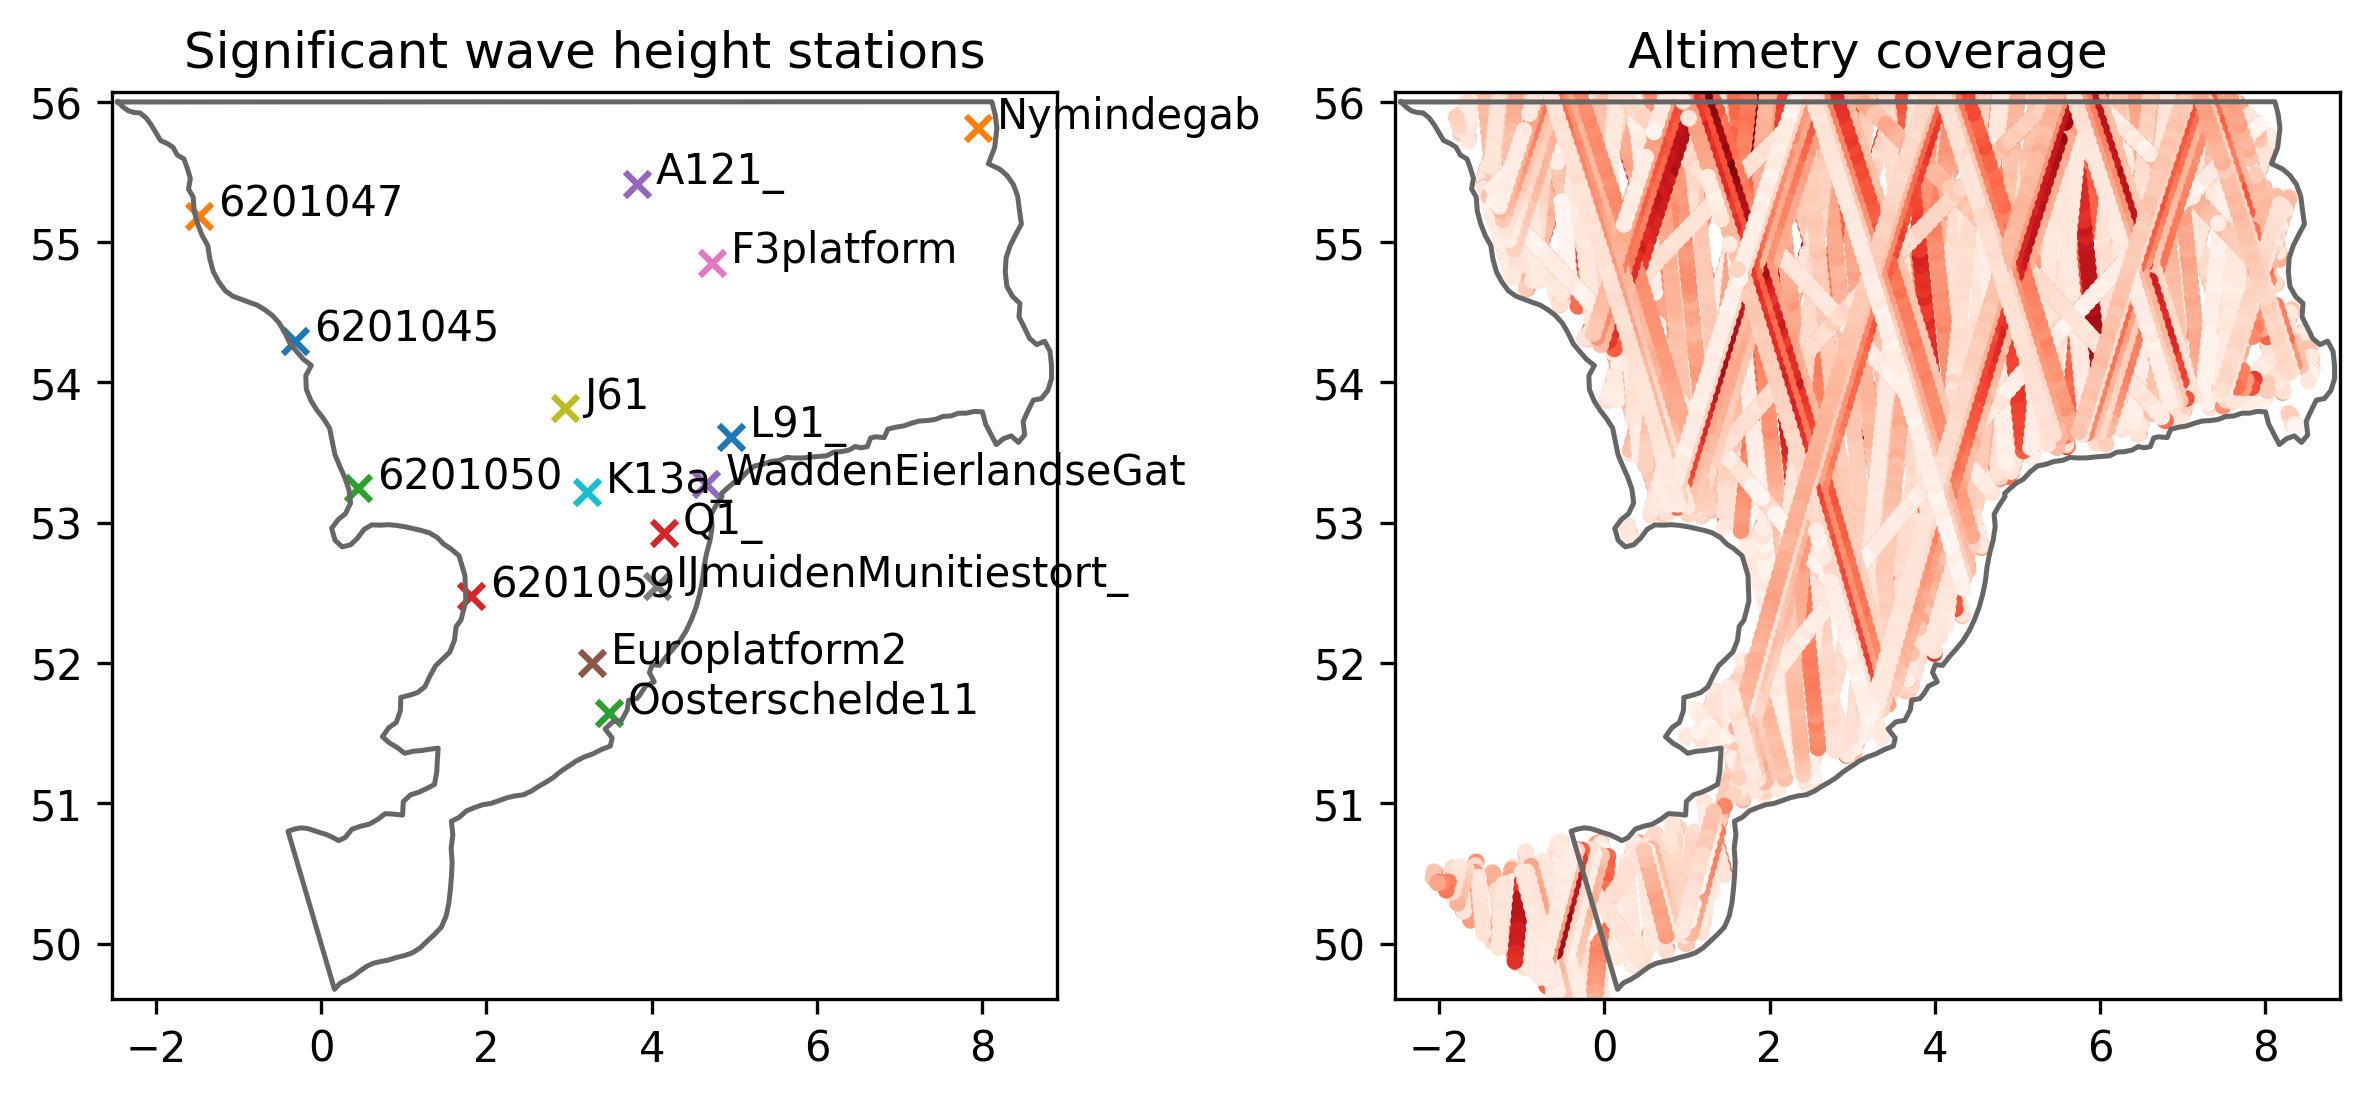 Significant wave height stations
56
55
54
53
52
51
50
−2
0
2
4
6
8
Nymindegab
A121_
6201047
F3platform
6201045
J61
L91_
WaddenEierlandseGat
6201050
K13a_
Q1_
IJmuidenMunitiestort_
6201059
Europlatform2
Oosterschelde11
Altimetry coverage
56
55
54
53
52
51
50
−2
0
2
4
6
8